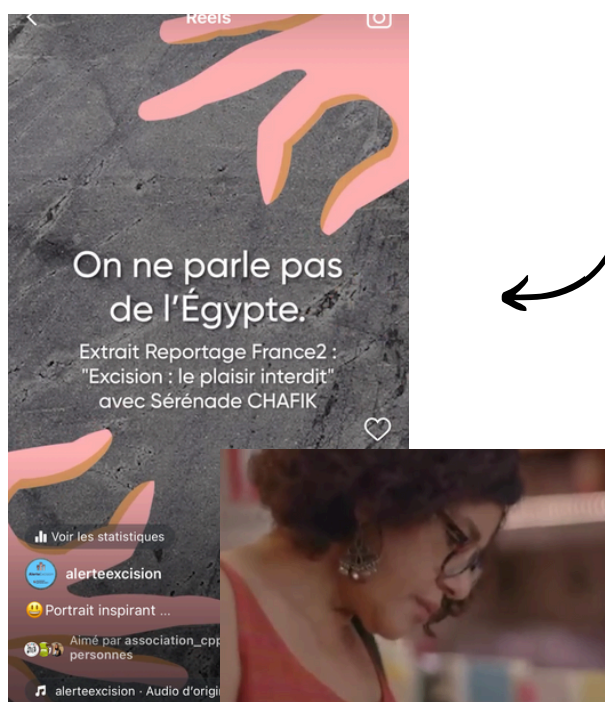 Reels
On ne parle pas
de l'Égypte.
Extrait Reportage France2 :
"Excision : le plaisir interdit"
avec Sérénade CHAFIK
Voir les statistiques
alerteexcision
Portrait inspirant ...
Aimé par association_cpp
personnes
alerteexcision · Audio d'origi